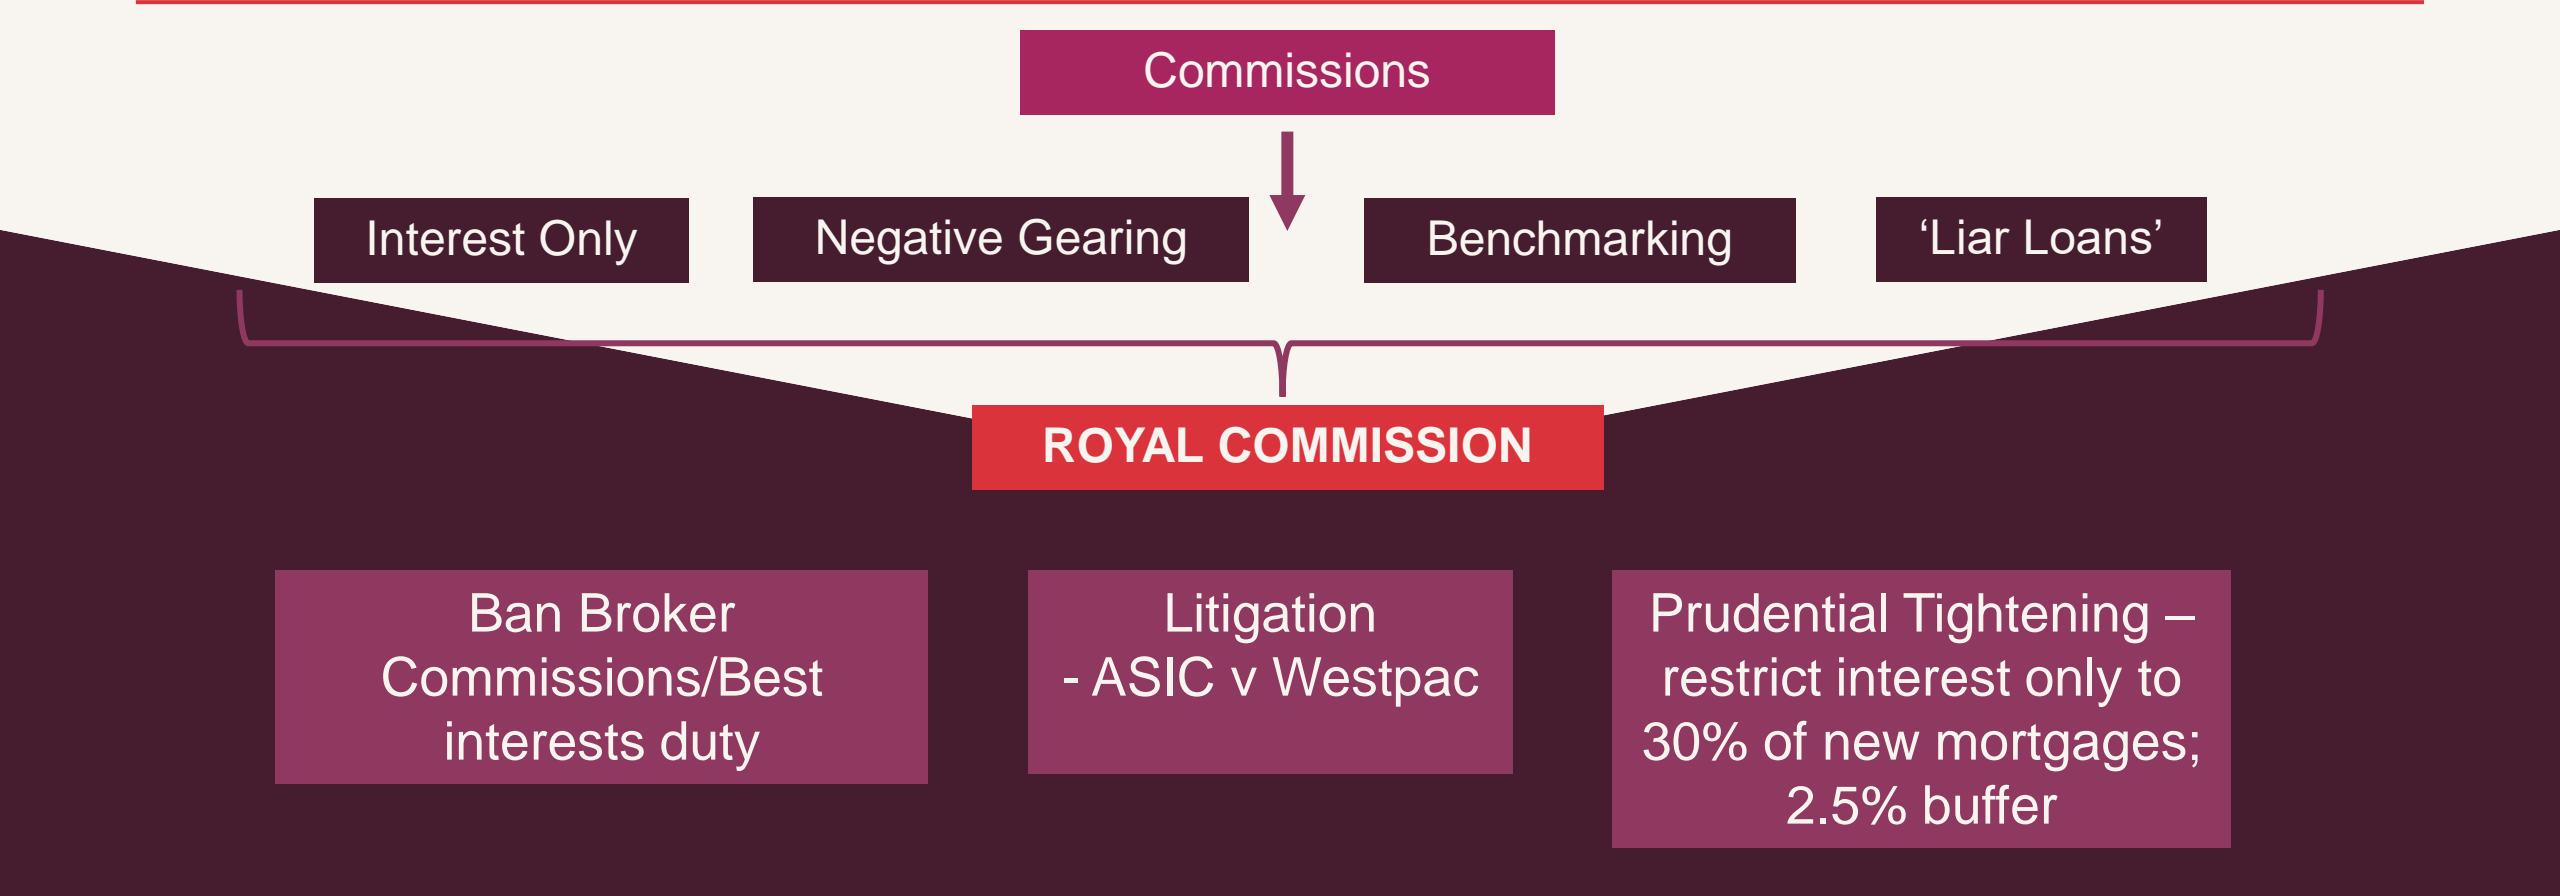 Commissions
Interest Only
Negative Gearing
Benchmarking
‘Liar Loans’
ROYAL COMMISSION
Ban Broker
Commissions/Best
interests duty
Litigation
- ASIC v Westpac
Prudential Tightening –
restrict interest only to
30% of new mortgages;
2.5% buffer